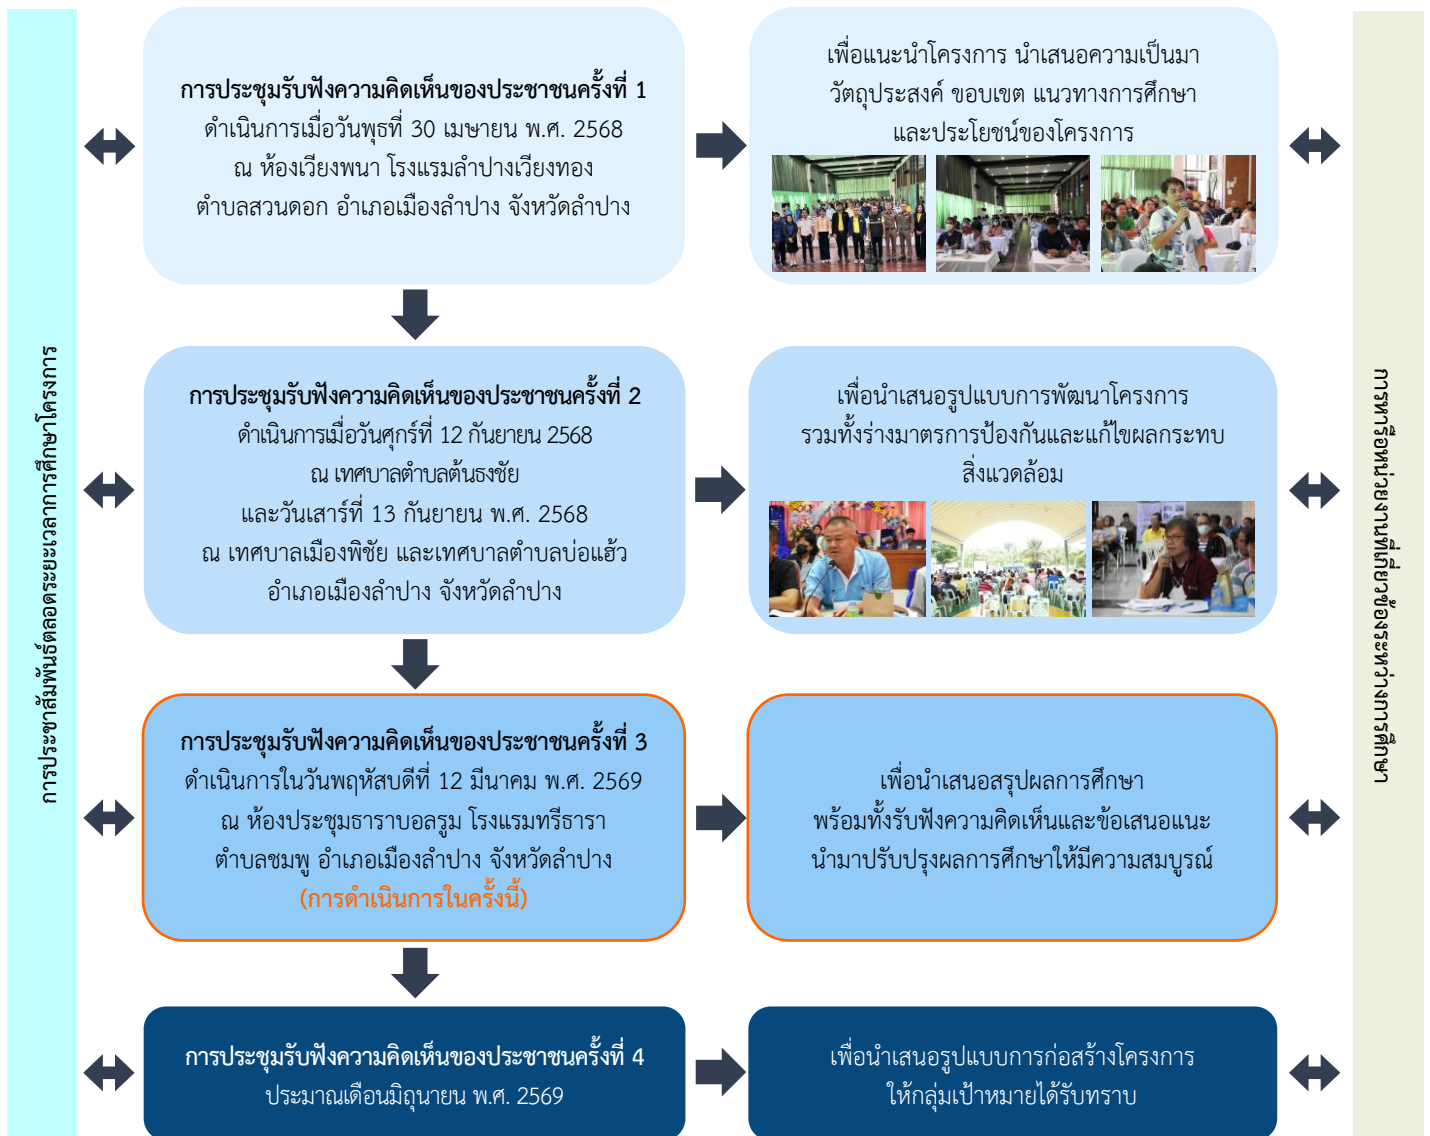 การประชาสัมพันธ์ตลอดระยะเวลาการศึกษาโครงการ
การประชุมรับฟังความคิดเห็นของประชาชนครั้งที่ 1
ดำเนินการเมื่อวันพุธที่ 30 เมษายน พ.ศ. 2568
ณ ห้องเวียงพนา โรงแรมลำปางเวียงทอง
ตำบลสวนดอก อำเภอเมืองลำปาง จังหวัดลำปาง
เพื่อแนะนำโครงการ นำเสนอความเป็นมา
วัตถุประสงค์ ขอบเขต แนวทางการศึกษา
และประโยชน์ของโครงการ
การประชุมรับฟังความคิดเห็นของประชาชนครั้งที่ 2
ดำเนินการเมื่อวันศุกร์ที่ 12 กันยายน 2568
ณ เทศบาลตำบลต้นธงชัย
และวันเสาร์ที่ 13 กันยายน พ.ศ. 2568
ณ เทศบาลเมืองพิชัย และเทศบาลตำบลบ่อแฮ้ว
อำเภอเมืองลำปาง จังหวัดลำปาง
เพื่อนำเสนอรูปแบบการพัฒนาโครงการ
รวมทั้งร่างมาตรการป้องกันและแก้ไขผลกระทบ
สิ่งแวดล้อม
การประชุมรับฟังความคิดเห็นของประชาชนครั้งที่ 3
ดำเนินการในวันพฤหัสบดีที่ 12 มีนาคม พ.ศ. 2569
ณ ห้องประชุมธาราบอลรูม โรงแรมทรีธารา
ตำบลชมพู อำเภอเมืองลำปาง จังหวัดลำปาง
(การดำเนินการในครั้งนี้)
เพื่อนำเสนอสรุปผลการศึกษา
พร้อมทั้งรับฟังความคิดเห็นและข้อเสนอแนะ
นำมาปรับปรุงผลการศึกษาให้มีความสมบูรณ์
การประชุมรับฟังความคิดเห็นของประชาชนครั้งที่ 4
ประมาณเดือนมิถุนายน พ.ศ. 2569
เพื่อนำเสนอรูปแบบการก่อสร้างโครงการ
ให้กลุ่มเป้าหมายได้รับทราบ
การหารือหน่วยงานที่เกี่ยวข้องระหว่างการศึกษา